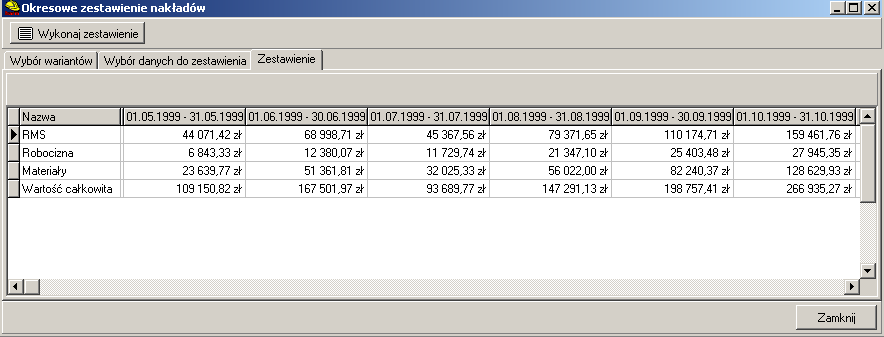 Okresowe zestawienie nakładów
Wykonaj zestawienie
Wybór wariantów Wybór danych do zestawienia Zestawienie
Nazwa 01.05.1999 - 31.05.1999 01.06.1999 - 30.06.1999 01.07.1999 - 31.07.1999 01.08.1999 - 31.08.1999 01.09.1999 - 30.09.1999 01.10.1999 - 31.10.1999
RMS 44 071,42 zł 68 998,71 zł 45 367,56 zł 79 371,65 zł 110 174,71 zł 159 461,76 zł
Robocizna 6 843,33 zł 12 380,07 zł 11 729,74 zł 21 347,10 zł 25 403,48 zł 27 945,35 zł
Materiały 23 639,77 zł 51 361,81 zł 32 025,33 zł 56 022,00 zł 82 240,37 zł 128 629,93 zł
Wartość całkowita 109 150,82 zł 167 501,97 zł 93 689,77 zł 147 291,13 zł 198 757,41 zł 266 935,27 zł
Zamknij